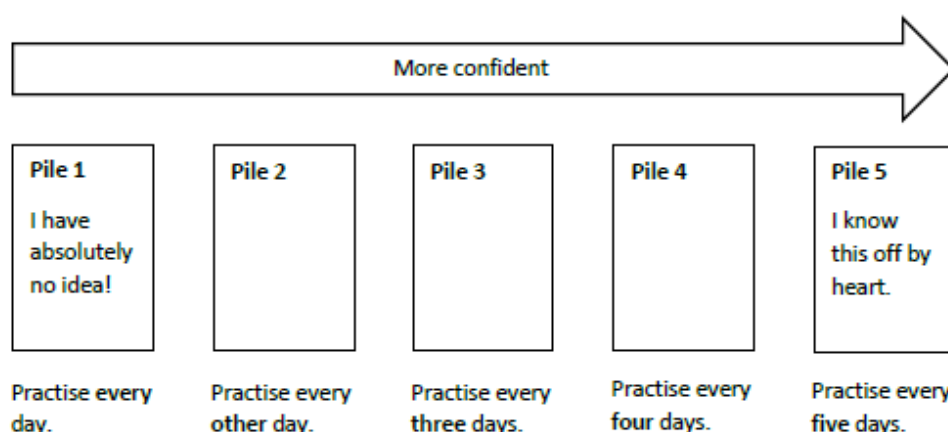 More confident
Pile 1
I have
absolutely
no idea!
Pile 2
Pile 3
Pile 4
Pile 5
I know
this off by
heart.
Practise every
day.
Practise every
other day.
Practise every
three days.
Practise every
four days.
Practise every
five days.